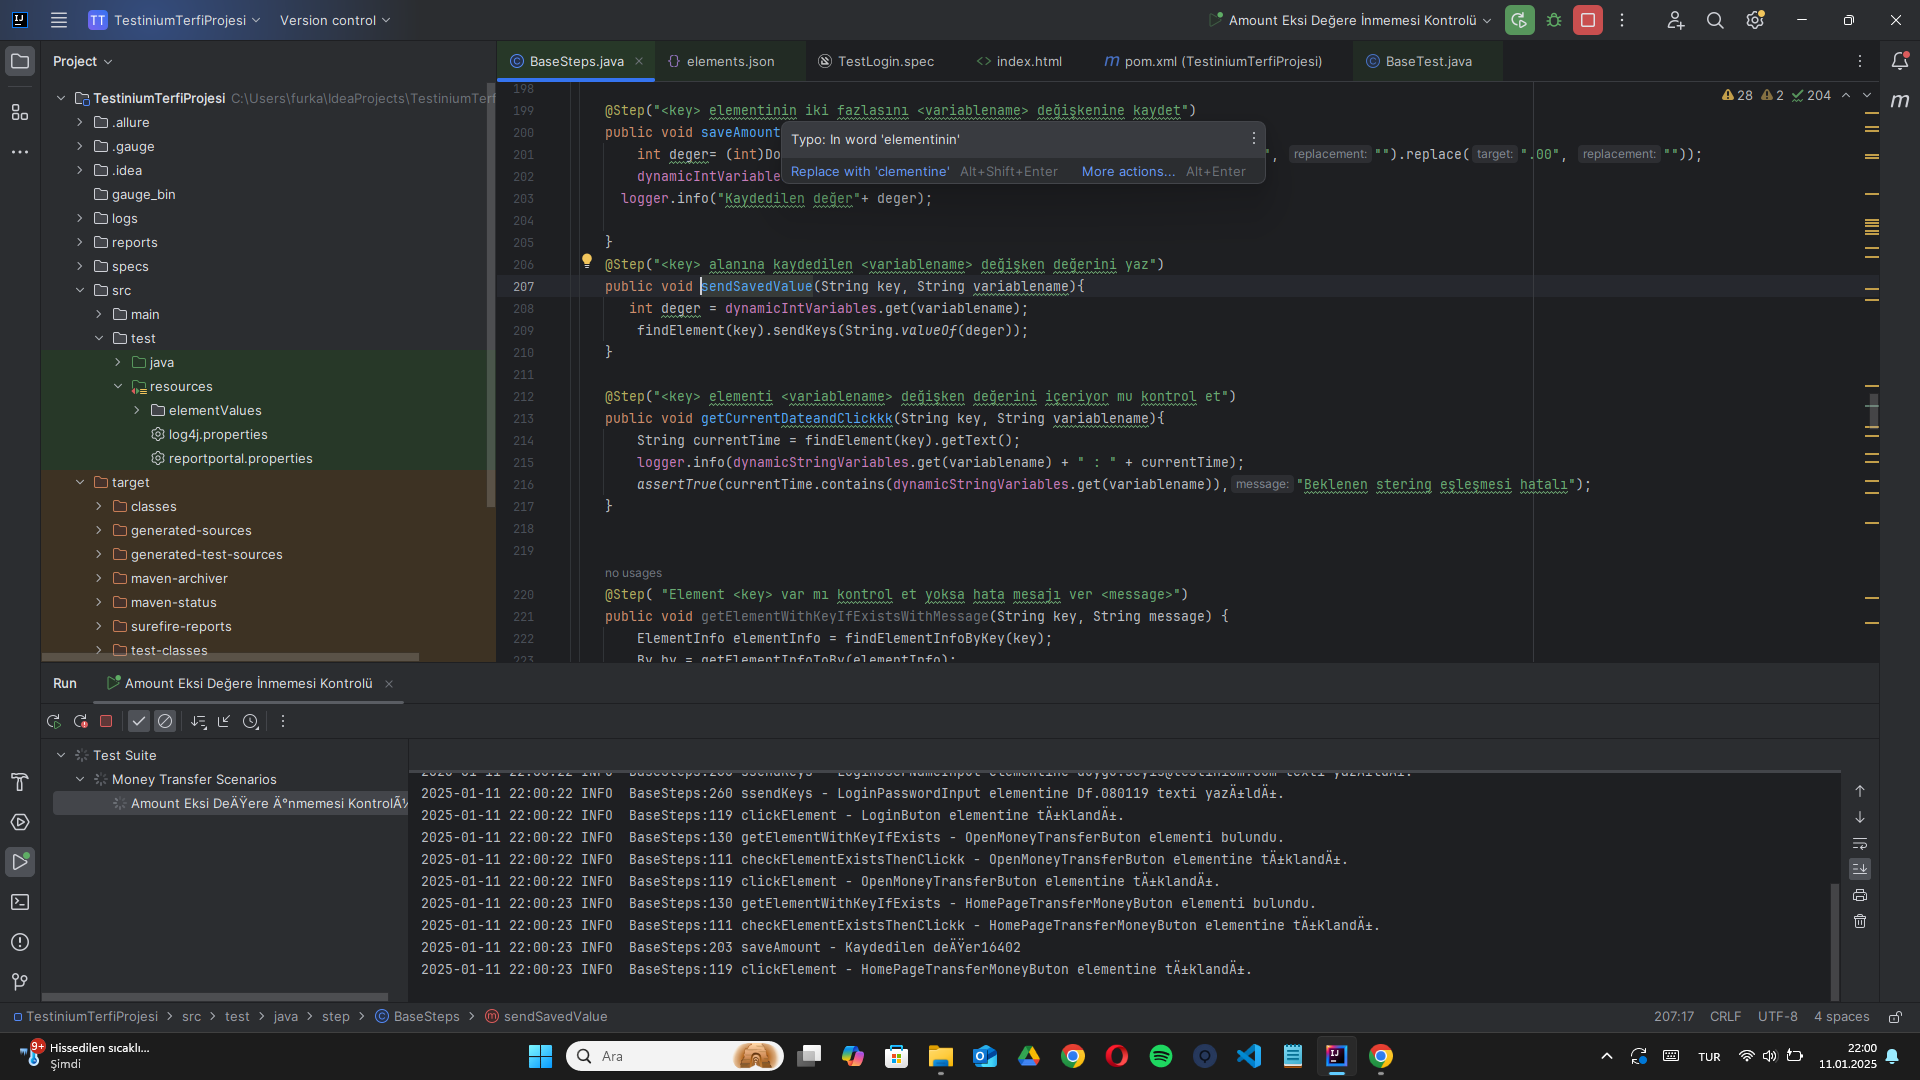 TT TestiniumTerfiProjesi Version control Amount Eksi Değere İnmemesi Kontrolü
Project
BaseSteps.java elements.json TestLogin.spec index.html pom.xml (TestiniumTerfiProjesi) BaseTest.java
TestiniumTerfiProjesi C:\Users\furka\IdeaProjects\TestiniumTerf
.allure
.gauge
.idea
gauge_bin
logs
reports
specs
src
main
test
java
resources
elementValues
log4j.properties
reportportal.properties
target
classes
generated-sources
generated-test-sources
maven-archiver
maven-status
surefire-reports
test-classes
28 2 204
198
199 @Step("<key> elementinin iki fazlasını <variablename> değişkenine kaydet")
200 public void saveAmount
201 int deger= (int)Do ", replacement: "").replace( target: ".00", replacement: ""));
202 dynamicIntVariable
Typo: In word 'elementinin'
Replace with 'clementine' Alt+Shift+Enter More actions... Alt+Enter
203 logger.info("Kaydedilen değer"+ deger);
204
205 }
206 @Step("<key> alanına kaydedilen <variablename> değişken değerini yaz")
207 public void sendSavedValue(String key, String variablename){
208 int deger = dynamicIntVariables.get(variablename);
209 findElement(key).sendKeys(String.valueOf(deger));
210 }
211
212 @Step("<key> elementi <variablename> değişken değerini içeriyor mu kontrol et")
213 public void getCurrentDateandClickkk(String key, String variablename){
214 String currentTime = findElement(key).getText();
215 logger.info(dynamicStringVariables.get(variablename) + " : " + currentTime);
216 assertTrue(currentTime.contains(dynamicStringVariables.get(variablename)), message: "Beklenen stering eşleşmesi hatalı");
217 }
218
219
no usages
220 @Step( "Element <key> var mı kontrol et yoksa hata mesajı ver <message>")
221 public void getElementWithKeyIfExistsWithMessage(String key, String message) {
222 ElementInfo elementInfo = findElementInfoByKey(key);
223 By by = getElementInfoToBy(elementInfo);
Run Amount Eksi Değere İnmemesi Kontrolü
Test Suite
Money Transfer Scenarios
Amount Eksi DeÄŸere Ä°nmemesi KontrolÃ¼
2025-01-11 22:00:22 INFO BaseSteps:260 ssendKeys - LoginPasswordInput elementine Df.080119 texti yazÄ±ldÄ±.
2025-01-11 22:00:22 INFO BaseSteps:119 clickElement - LoginButon elementine tÄ±klandÄ±.
2025-01-11 22:00:22 INFO BaseSteps:130 getElementWithKeyIfExists - OpenMoneyTransferButon elementi bulundu.
2025-01-11 22:00:22 INFO BaseSteps:111 checkElementExistsThenClickk - OpenMoneyTransferButon elementine tÄ±klandÄ±.
2025-01-11 22:00:22 INFO BaseSteps:119 clickElement - OpenMoneyTransferButon elementine tÄ±klandÄ±.
2025-01-11 22:00:23 INFO BaseSteps:130 getElementWithKeyIfExists - HomePageTransferMoneyButon elementi bulundu.
2025-01-11 22:00:23 INFO BaseSteps:111 checkElementExistsThenClickk - HomePageTransferMoneyButon elementine tÄ±klandÄ±.
2025-01-11 22:00:23 INFO BaseSteps:203 saveAmount - Kaydedilen deÄŸer16402
2025-01-11 22:00:23 INFO BaseSteps:119 clickElement - HomePageTransferMoneyButon elementine tÄ±klandÄ±.
TestiniumTerfiProjesi > src > test > java > step > BaseSteps > sendSavedValue 207:17 CRLF UTF-8 4 spaces
9+ Hissedilen sıcaklı...
Şimdi
Ara
TUR
22:00
11.01.2025